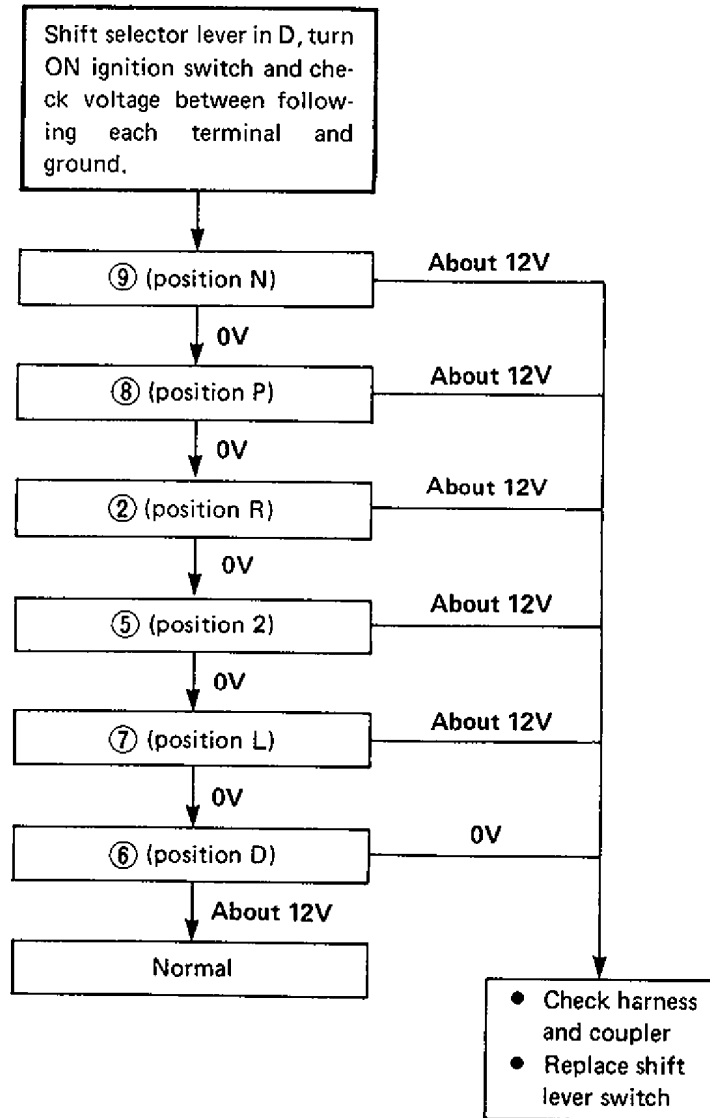 Shift selector lever in D, turn
ON ignition switch and che-
ck voltage between follow-
ing each terminal and
ground.
⑨ (position N)
About 12V
0V
⑧ (position P)
About 12V
0V
② (position R)
About 12V
0V
⑤ (position 2)
About 12V
0V
⑦ (position L)
About 12V
0V
⑥ (position D)
0V
About 12V
Normal
● Check harness
and coupler
● Replace shift
lever switch